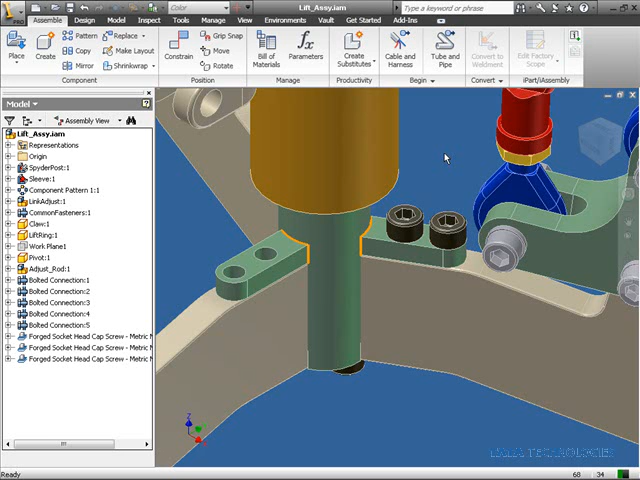 Color
Lift_Assy.iam
Type a keyword or phrase
PRO
Assemble Design Model Inspect Tools Manage View Environments Vault Get Started Add-Ins
Place
Create
Pattern
Copy
Mirror
Replace
Make Layout
Shrinkwrap
Constrain
Grip Snap
Move
Rotate
Bill of Materials
Parameters
Create Substitutes
Cable and Harness
Tube and Pipe
Convert to Weldment
Edit Factory Scope
Component Position Manage Productivity Begin Convert iPart/iAssembly
Model
Assembly View
Lift_Assy.iam
Representations
Origin
SpyderPost:1
Sleeve:1
Component Pattern 1:1
LinkAdjust:1
CommonFasteners:1
Claw:1
LiftRing:1
Work Plane1
Pivot:1
Adjust_Rod:1
Bolted Connection:1
Bolted Connection:2
Bolted Connection:3
Bolted Connection:4
Bolted Connection:5
Forged Socket Head Cap Screw - Metric M
Forged Socket Head Cap Screw - Metric M
Forged Socket Head Cap Screw - Metric M
Z
Ready
68 34